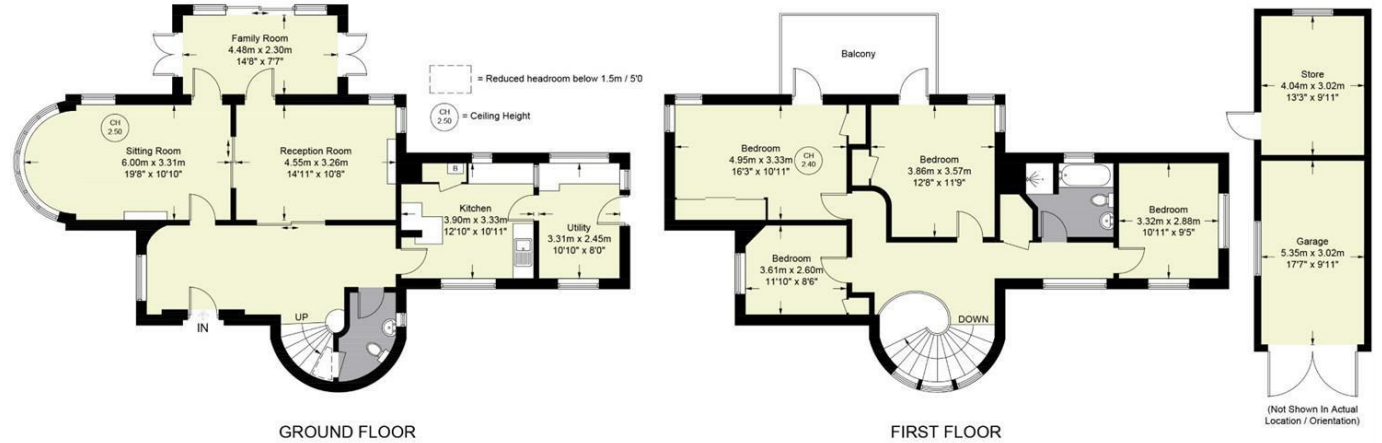 Family Room
4.48m x 2.30m
14'8" x 7'7"
= Reduced headroom below 1.5m / 5'0
CH
2.50
= Ceiling Height
CH
2.50
Sitting Room
6.00m x 3.31m
19'8" x 10'10"
Reception Room
4.55m x 3.26m
14'11" x 10'8"
B
Kitchen
3.90m x 3.33m
12'10" x 10'11"
Utility
3.31m x 2.45m
10'10" x 8'0"
IN
UP
GROUND FLOOR
Balcony
Bedroom
4.95m x 3.33m
16'3" x 10'11"
CH
2.40
Bedroom
3.86m x 3.57m
12'8" x 11'9"
Bedroom
3.32m x 2.88m
10'11" x 9'5"
Bedroom
3.61m x 2.60m
11'10" x 8'6"
DOWN
FIRST FLOOR
Store
4.04m x 3.02m
13'3" x 9'11"
Garage
5.35m x 3.02m
17'7" x 9'11"
(Not Shown In Actual
Location / Orientation)